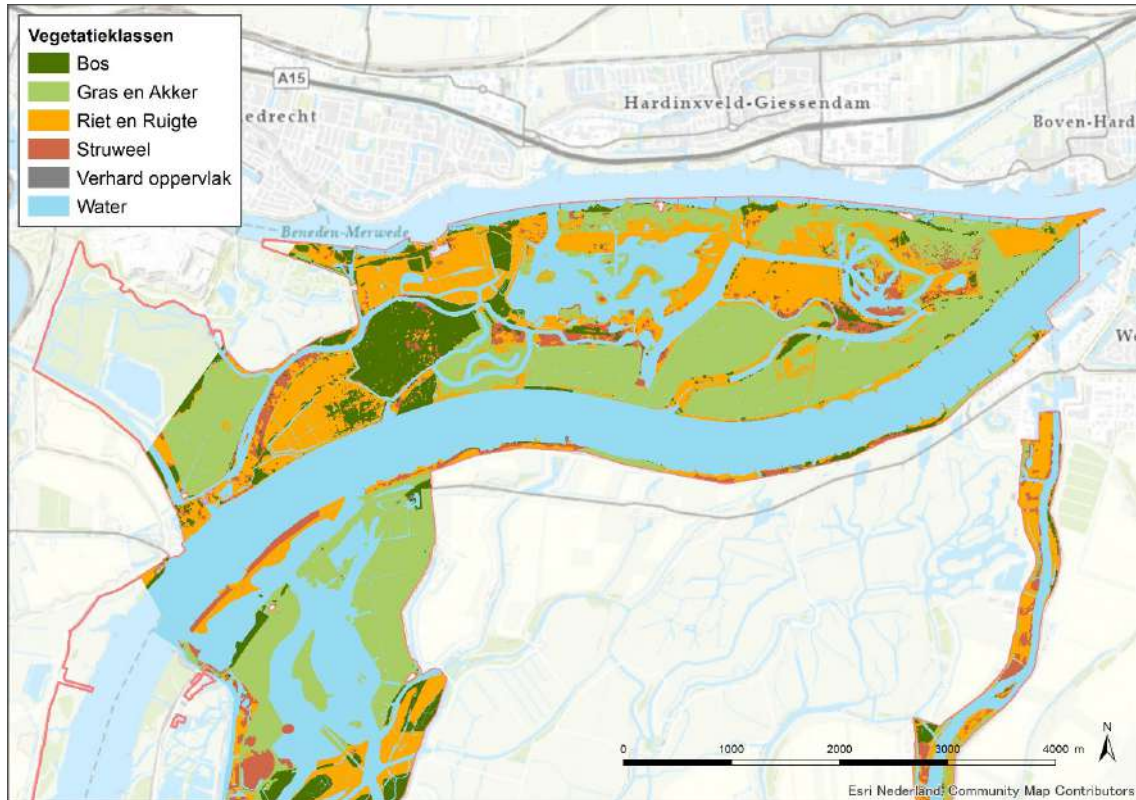 Vegetatieklassen
Bos
Gras en Akker
Riet en Ruigte
Struweel
Verhard oppervlak
Water
A15
edrecht
Hardinxveld-Giessendam
Boven-Hard
Beneden-Merwede
We
N
0 1000 2000 3000 4000 m
Esri Nederland, Community Map Contributors